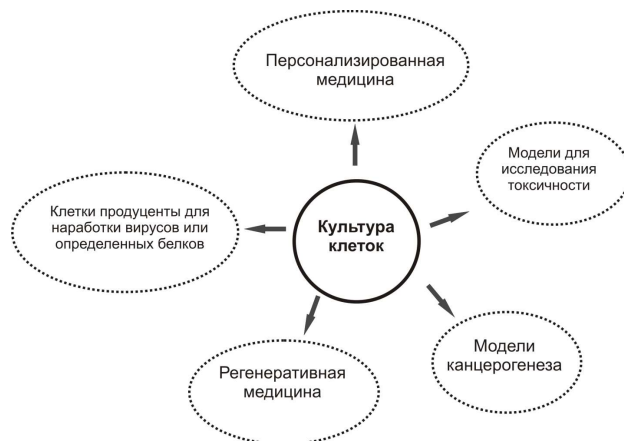 Персонализированная
медицина
Модели для
исследования
токсичности
Клетки продуценты для
наработки вирусов или
определенных белков
Культура
клеток
Модели
канцерогенеза
Регенеративная
медицина